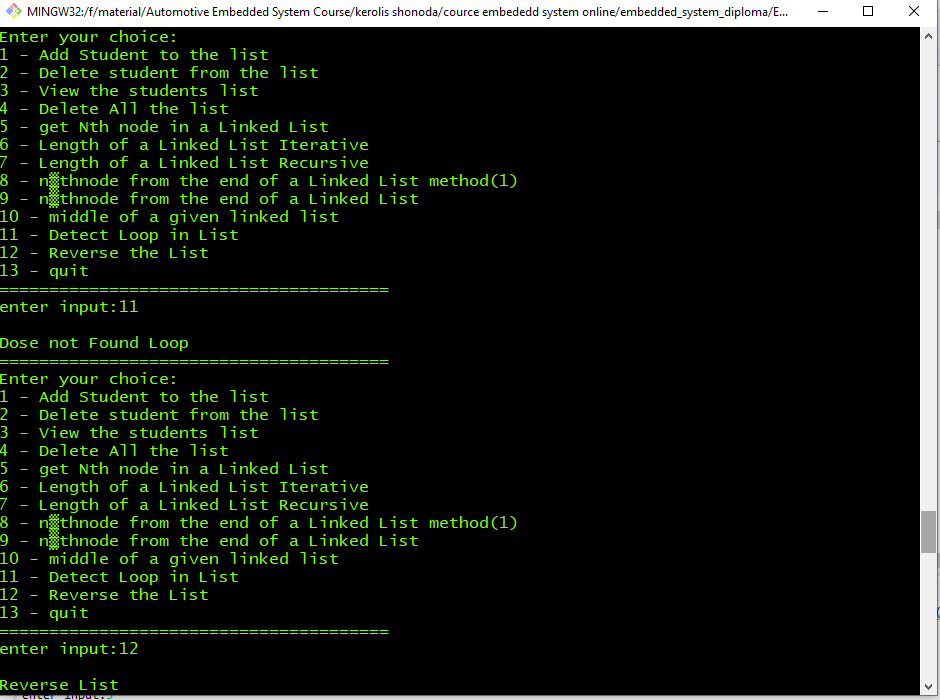 MINGW32:/f/material/Automotive Embedded System Course/kerolis shonoda/cource embededd system online/embedded_system_diploma/E...
Enter your choice:
1 - Add Student to the list
2 - Delete student from the list
3 - View the students list
4 - Delete All the list
5 - get Nth node in a Linked List
6 - Length of a Linked List Iterative
7 - Length of a Linked List Recursive
8 - n▒thnode from the end of a Linked List method(1)
9 - n▒thnode from the end of a Linked List
10 - middle of a given linked list
11 - Detect Loop in List
12 - Reverse the List
13 - quit
=======================================
enter input:11
Dose not Found Loop
=======================================
Enter your choice:
1 - Add Student to the list
2 - Delete student from the list
3 - View the students list
4 - Delete All the list
5 - get Nth node in a Linked List
6 - Length of a Linked List Iterative
7 - Length of a Linked List Recursive
8 - n▒thnode from the end of a Linked List method(1)
9 - n▒thnode from the end of a Linked List
10 - middle of a given linked list
11 - Detect Loop in List
12 - Reverse the List
13 - quit
=======================================
enter input:12
Reverse List